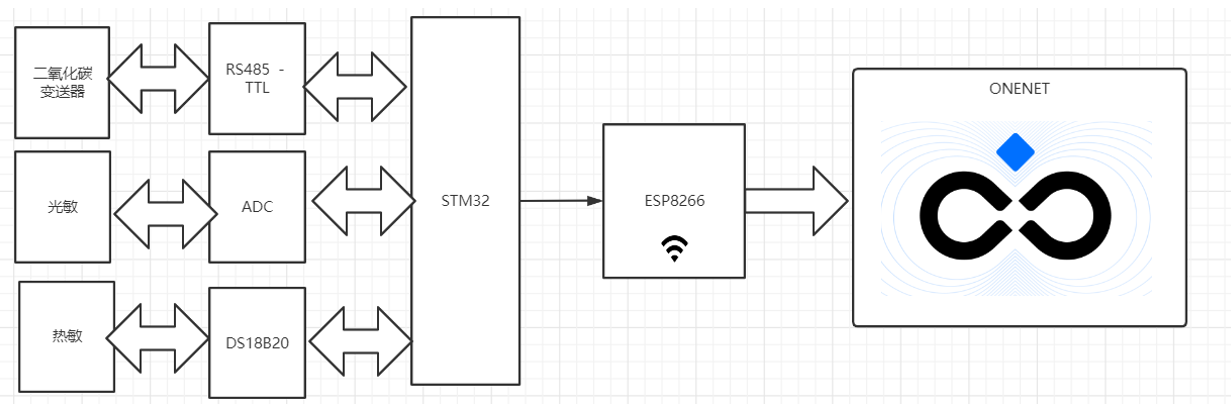 二氧化碳
变送器
RS485 -
TTL
光敏
ADC
热敏
DS18B20
STM32
ESP8266
ONENET